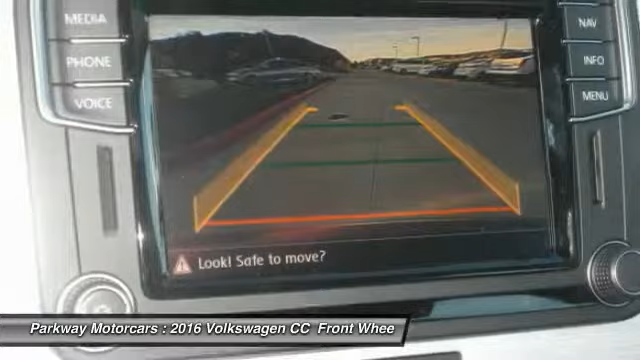 MEDIA
PHONE
VOICE
NAV
INFO
MENU
Look! Safe to move?
Parkway Motorcars : 2016 Volkswagen CC Front Whee